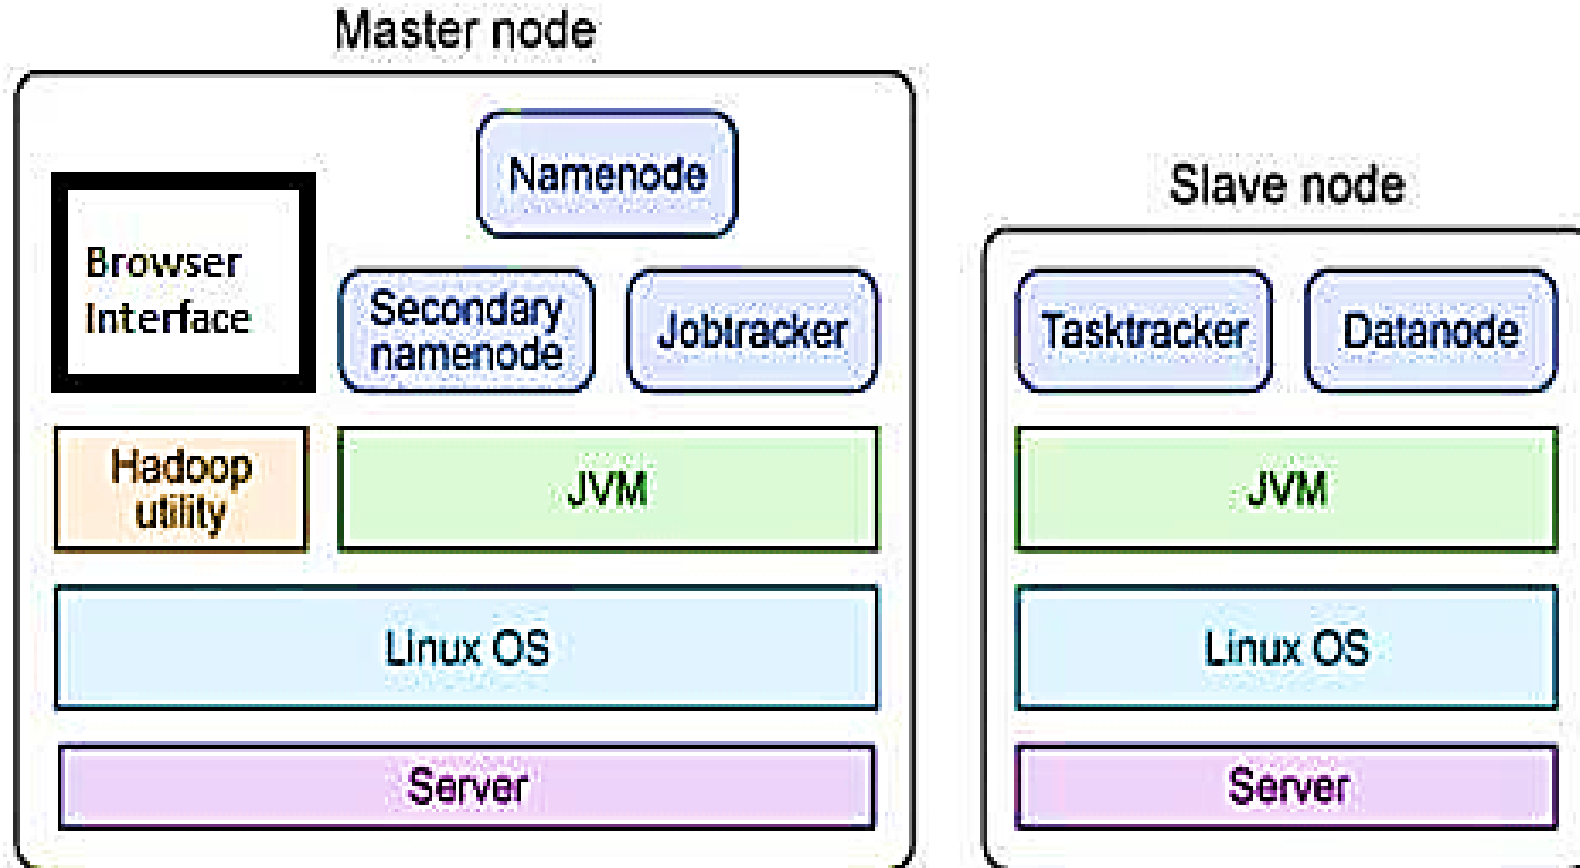 Master node
Namenode
Browser
Interface
Secondary
namenode
Jobtracker
Hadoop
utility
JVM
Linux OS
Server
Slave node
Tasktracker
Datanode
JVM
Linux OS
Server